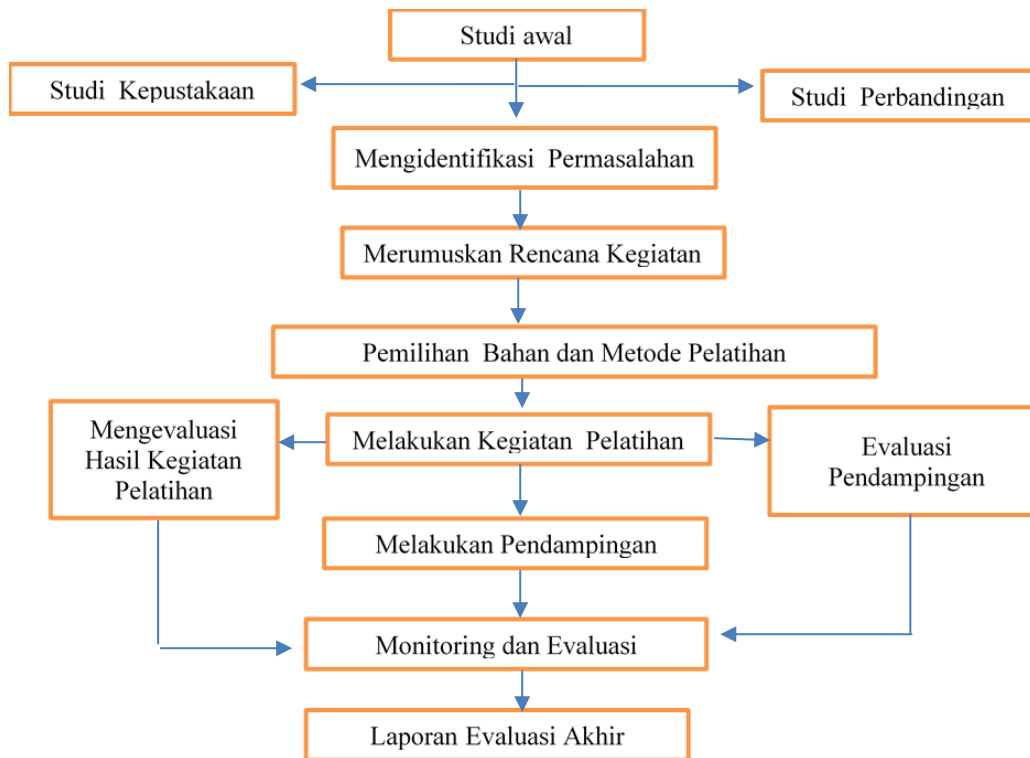 Studi awal
Studi Kepustakaan
Studi Perbandingan
Mengidentifikasi Permasalahan
Merumuskan Rencana Kegiatan
Pemilihan Bahan dan Metode Pelatihan
Mengevaluasi
Hasil Kegiatan
Pelatihan
Melakukan Kegiatan Pelatihan
Evaluasi
Pendampingan
Melakukan Pendampingan
Monitoring dan Evaluasi
Laporan Evaluasi Akhir